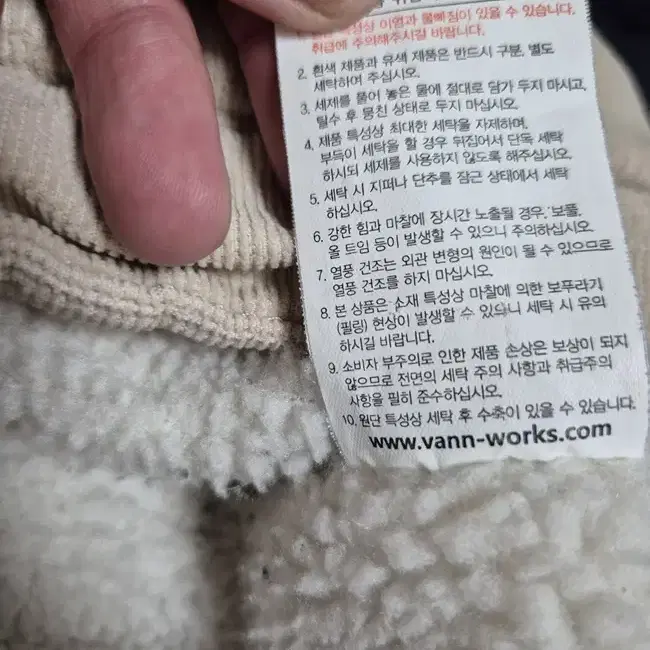 특성상 이염과 물빠짐이 있을 수 있습니다.
취급에 주의해주시길 바랍니다.
2. 흰색 제품과 유색 제품은 반드시 구분, 별도
세탁하여 주십시오.
3. 세제를 풀어 놓은 물에 절대로 담가 두지 마시고,
탈수 후 뭉친 상태로 두지 마십시오.
4. 제품 특성상 최대한 세탁을 자제하며,
부득이 세탁을 할 경우 뒤집어서 단독 세탁
하시되 세제를 사용하지 않도록 해주십시오.
5. 세탁 시 지퍼나 단추를 잠근 상태에서 세탁
하십시오.
6. 강한 힘과 마찰에 장시간 노출될 경우, 보풀,
올 트임 등이 발생할 수 있으니 주의하십시오.
7. 열풍 건조는 외관 변형의 원인이 될 수 있으므로
열풍 건조를 하지 마십시오.
8. 본 상품은 소재 특성상 마찰에 의한 보푸라기
(필링) 현상이 발생할 수 있으니 세탁 시 유의
하시길 바랍니다.
9. 소비자 부주의로 인한 제품 손상은 보상이 되지
않으므로 전면의 세탁 주의 사항과 취급주의
사항을 필히 준수하십시오.
10. 원단 특성상 세탁 후 수축이 있을 수 있습니다.
www.vann-works.com